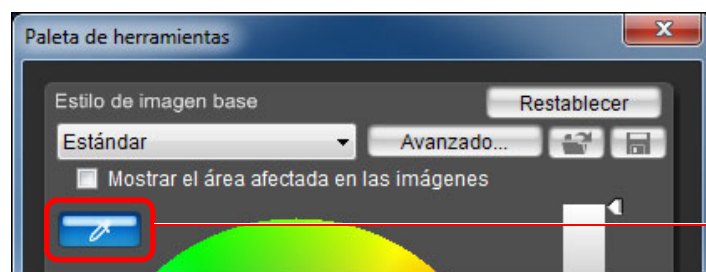 Paleta de herramientas
Estilo de imagen base
Restablecer
Estándar
Avanzado...
Mostrar el área afectada en las imágenes